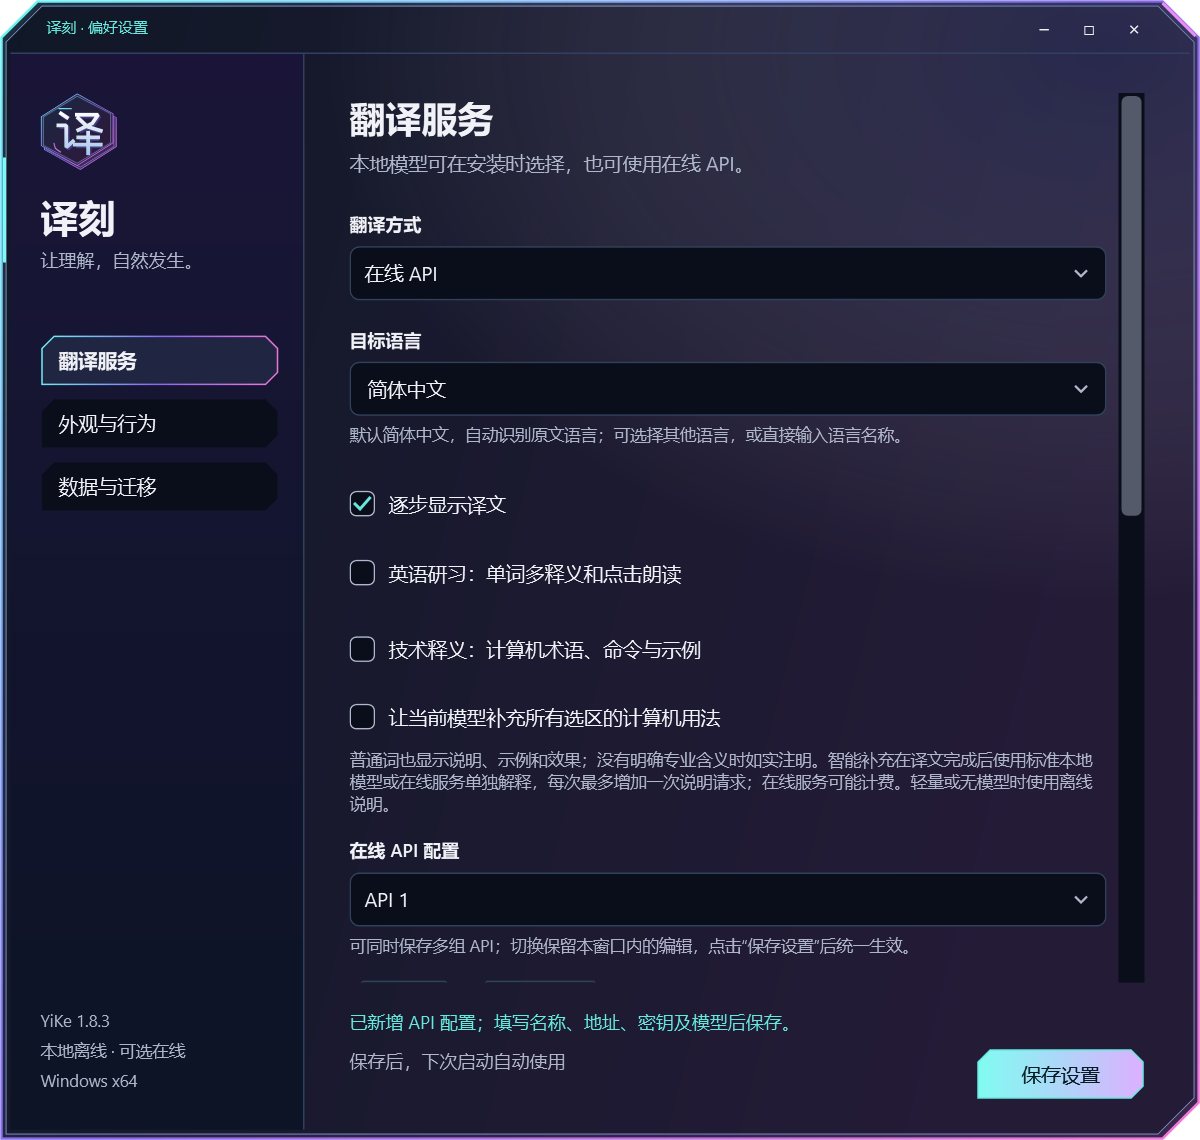 译刻 · 偏好设置
译
译刻
让理解，自然发生。
翻译服务
外观与行为
数据与迁移
YiKe 1.8.3
本地离线 · 可选在线
Windows x64
翻译服务
本地模型可在安装时选择，也可使用在线 API。
翻译方式
在线 API
目标语言
简体中文
默认简体中文，自动识别原文语言；可选择其他语言，或直接输入语言名称。
逐步显示译文
英语研习：单词多释义和点击朗读
技术释义：计算机术语、命令与示例
让当前模型补充所有选区的计算机用法
普通词也显示说明、示例和效果；没有明确专业含义时如实注明。智能补充在译文完成后使用标准本地
模型或在线服务单独解释，每次最多增加一次说明请求；在线服务可能计费。轻量或无模型时使用离线
说明。
在线 API 配置
API 1
可同时保存多组 API；切换保留本窗口内的编辑，点击“保存设置”后统一生效。
已新增 API 配置；填写名称、地址、密钥及模型后保存。
保存后，下次启动自动使用
保存设置